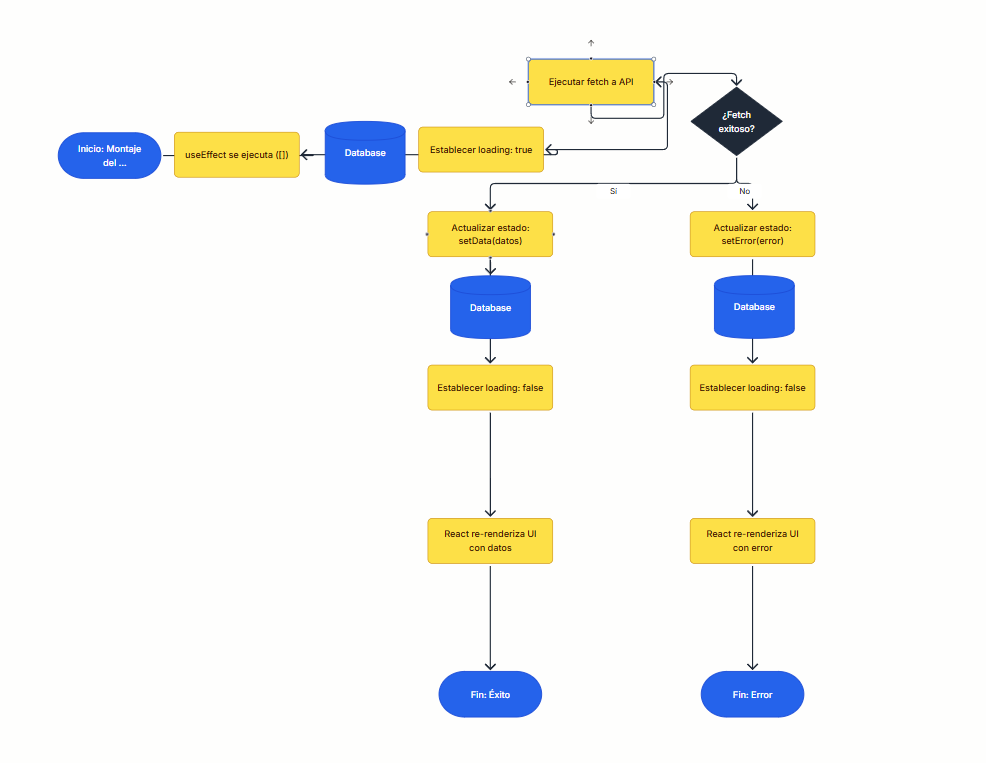 Ejecutar fetch a API
¿Fetch
exitoso?
Inicio: Montaje
del ...
useEffect se ejecuta ([])
Database
Establecer loading: true
Sí
No
Actualizar estado:
setData(datos)
Actualizar estado:
setError(error)
Database
Database
Establecer loading: false
Establecer loading: false
React re-renderiza UI
con datos
React re-renderiza UI
con error
Fin: Éxito
Fin: Error